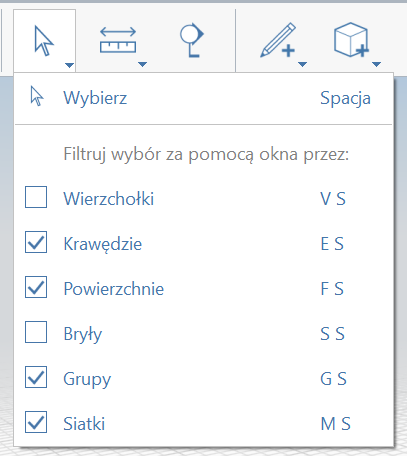 Wybierz Spacja
Filtruj wybór za pomocą okna przez:
Wierzchołki V S
Krawędzie E S
Powierzchnie F S
Bryły S S
Grupy G S
Siatki M S